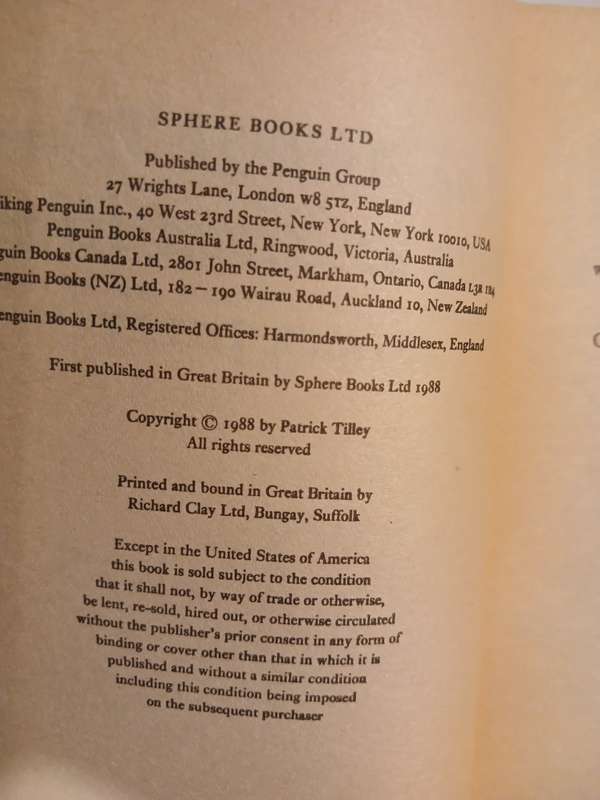 SPHERE BOOKS LTD
Published by the Penguin Group
27 Wrights Lane, London W8 5TZ, England
iking Penguin Inc., 40 West 23rd Street, New York, New York 10010, USA
Penguin Books Australia Ltd, Ringwood, Victoria, Australia
guin Books Canada Ltd, 2801 John Street, Markham, Ontario, Canada L3R 1B4
enguin Books (NZ) Ltd, 182–190 Wairau Road, Auckland 10, New Zealand
enguin Books Ltd, Registered Offices: Harmondsworth, Middlesex, England
First published in Great Britain by Sphere Books Ltd 1988
Copyright © 1988 by Patrick Tilley
All rights reserved
Printed and bound in Great Britain by
Richard Clay Ltd, Bungay, Suffolk
Except in the United States of America
this book is sold subject to the condition
that it shall not, by way of trade or otherwise,
be lent, re-sold, hired out, or otherwise circulated
without the publisher's prior consent in any form of
binding or cover other than that in which it is
published and without a similar condition
including this condition being imposed
on the subsequent purchaser